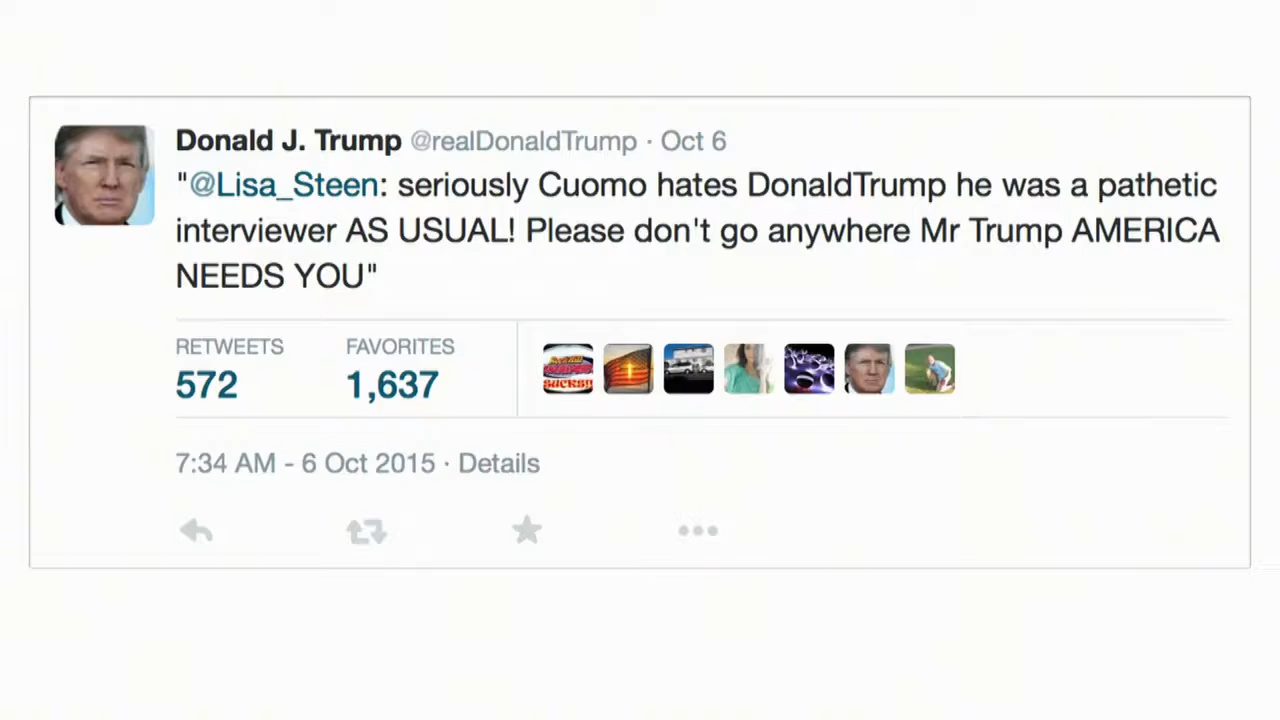 Donald J. Trump @realDonaldTrump · Oct 6
"@Lisa_Steen: seriously Cuomo hates DonaldTrump he was a pathetic
interviewer AS USUAL! Please don't go anywhere Mr Trump AMERICA
NEEDS YOU"
RETWEETS FAVORITES
572 1,637
SUCKS!!
7:34 AM - 6 Oct 2015 · Details